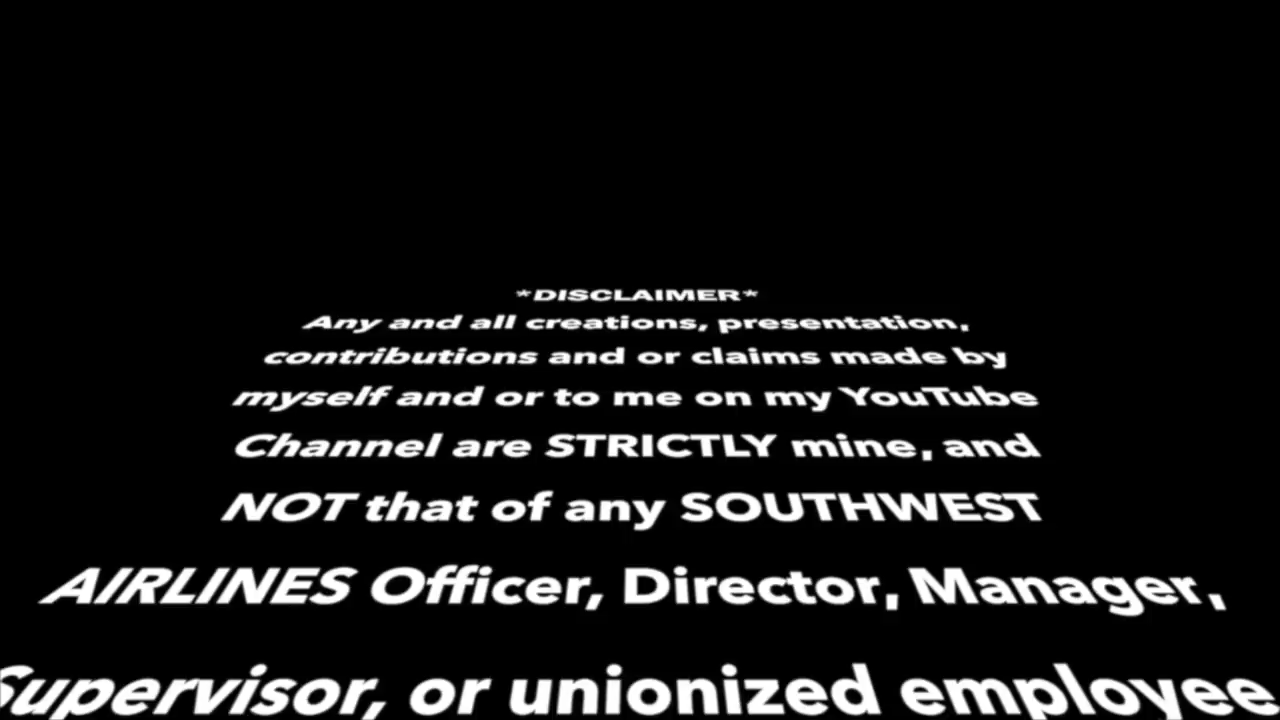 *DISCLAIMER*
Any and all creations, presentation,
contributions and or claims made by
myself and or to me on my YouTube
Channel are STRICTLY mine, and
NOT that of any SOUTHWEST
AIRLINES Officer, Director, Manager,
Supervisor, or unionized employee.